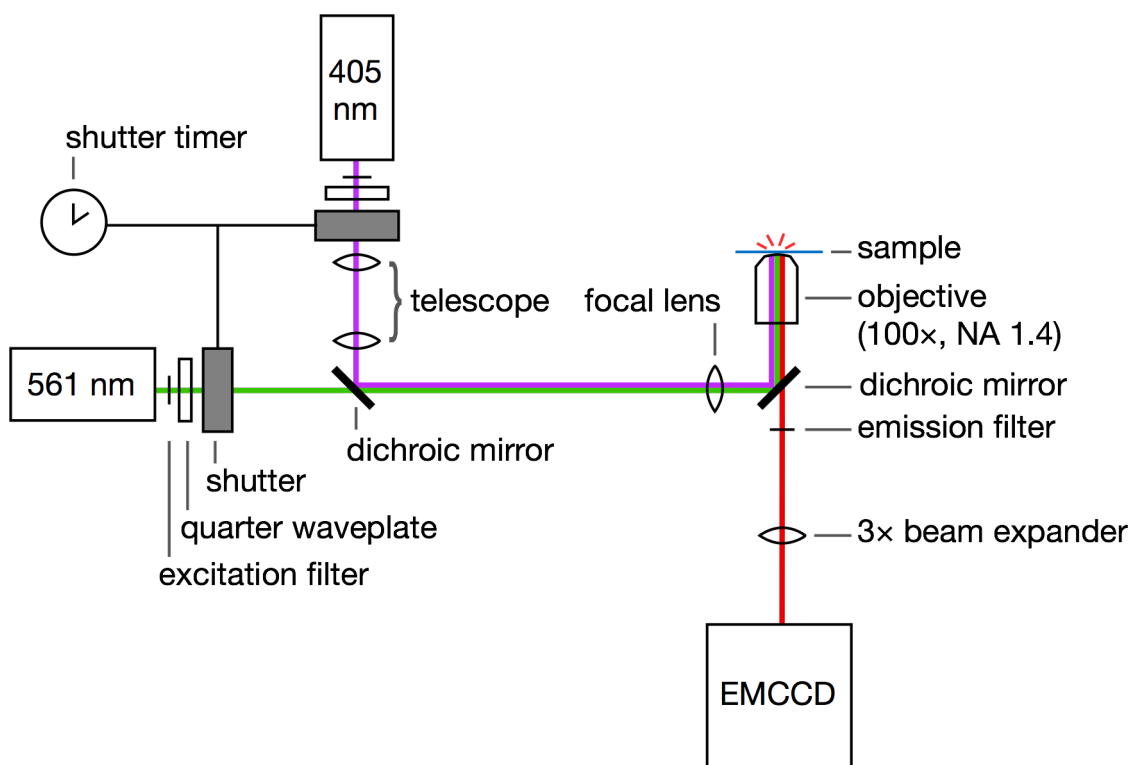 405
nm
shutter timer
sample
telescope
focal lens
objective
(100×, NA 1.4)
561 nm
dichroic mirror
emission filter
dichroic mirror
shutter
quarter waveplate
3× beam expander
excitation filter
EMCCD